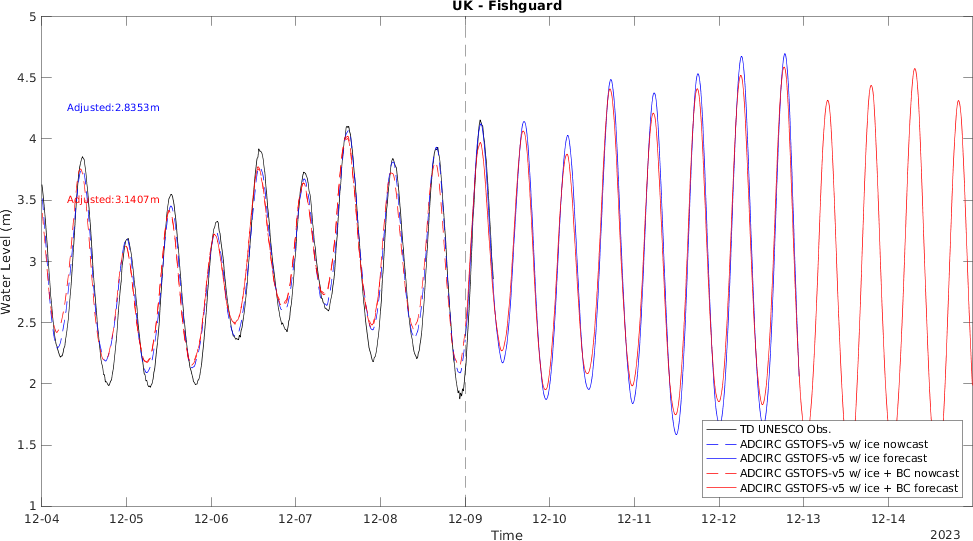 UK - Fishguard
5
4.5
4
3.5
3
2.5
2
1.5
1
Water Level (m)
Adjusted:2.8353m
Adjusted:3.1407m
TD UNESCO Obs.
ADCIRC GSTOFS-v5 w/ ice nowcast
ADCIRC GSTOFS-v5 w/ ice forecast
ADCIRC GSTOFS-v5 w/ ice + BC nowcast
ADCIRC GSTOFS-v5 w/ ice + BC forecast
12-04 12-05 12-06 12-07 12-08 12-09 12-10 12-11 12-12 12-13 12-14
Time
2023